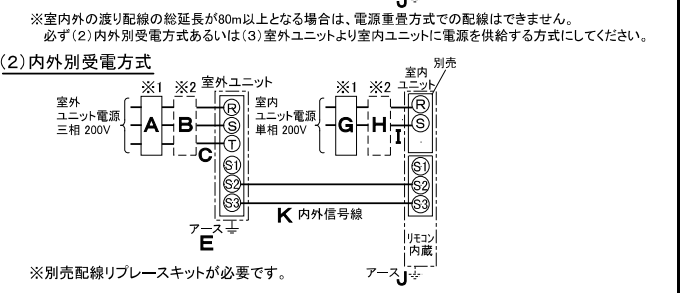 ※室内外の渡り配線の総延長が80m以上となる場合は、電源重畳方式での配線はできません。
必ず(2)内外別受電方式あるいは(3)室外ユニットより室内ユニットに電源を供給する方式にしてください。
(2)内外別受電方式
別売
※1 ※2 室外ユニット
※1 ※2 室内ユニット
室外
ユニット電源
三相 200V
A B C
R
S
T
S1
S2
S3
室内
ユニット電源
単相 200V
G H I
R
S
S1
S2
S3
K 内外信号線
アース
E
リモコン
内蔵
アース J
※別売配線リプレースキットが必要です。